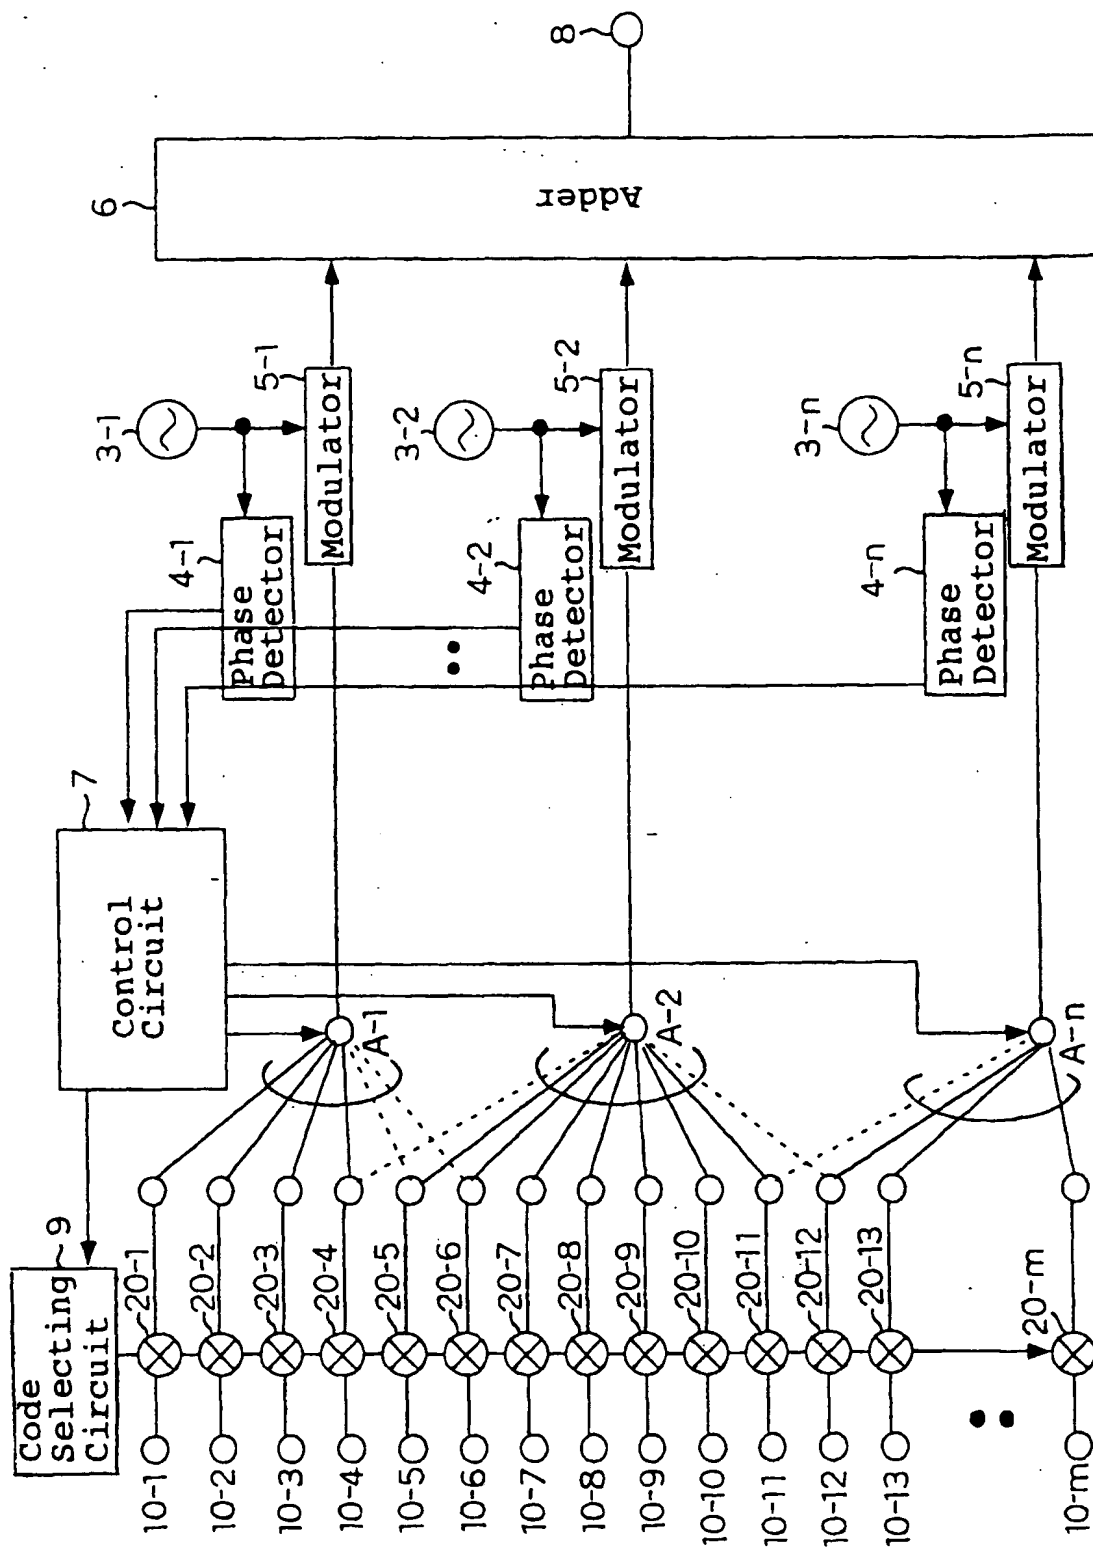 Code
Selecting
Circuit
9
Control
Circuit
7
10-1
10-2
10-3
10-4
10-5
10-6
10-7
10-8
10-9
10-10
10-11
10-12
10-13
10-m
20-1
20-2
20-3
20-4
20-5
20-6
20-7
20-8
20-9
20-10
20-11
20-12
20-13
20-m
A-1
A-2
A-n
Phase
Detector
4-1
Phase
Detector
4-2
Phase
Detector
4-n
3-1
3-2
3-n
Modulator
5-1
Modulator
5-2
Modulator
5-n
Adder
6
8